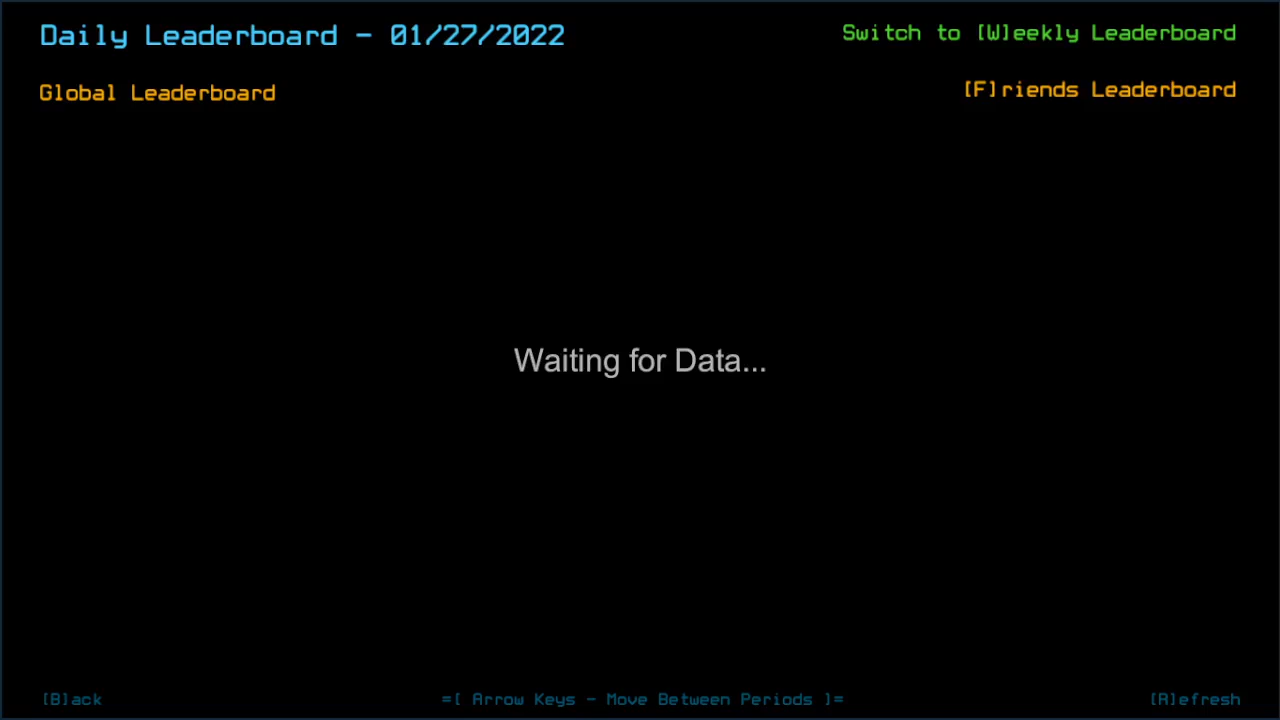 Daily Leaderboard - 01/27/2022
Switch to [W]eekly Leaderboard
Global Leaderboard
[F]riends Leaderboard
Waiting for Data...
[B]ack
=[ Arrow Keys - Move Between Periods ]=
[R]efresh